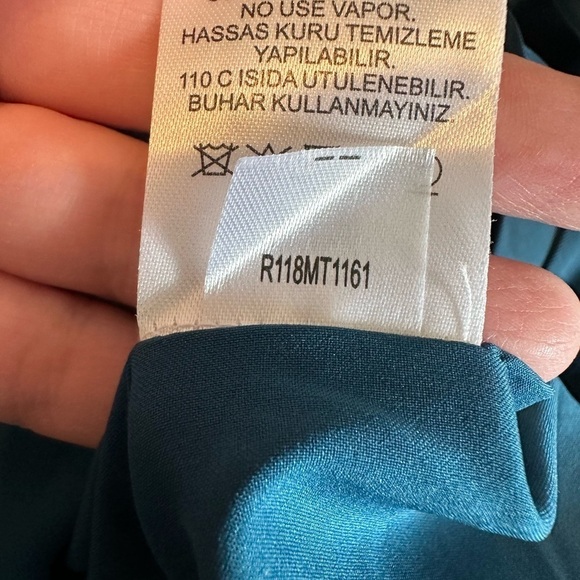 NO USE VAPOR.
HASSAS KURU TEMIZLEME
YAPILABILIR.
110 C ISIDA UTULENEBILIR.
BUHAR KULLANMAYINIZ.
R118MT1161